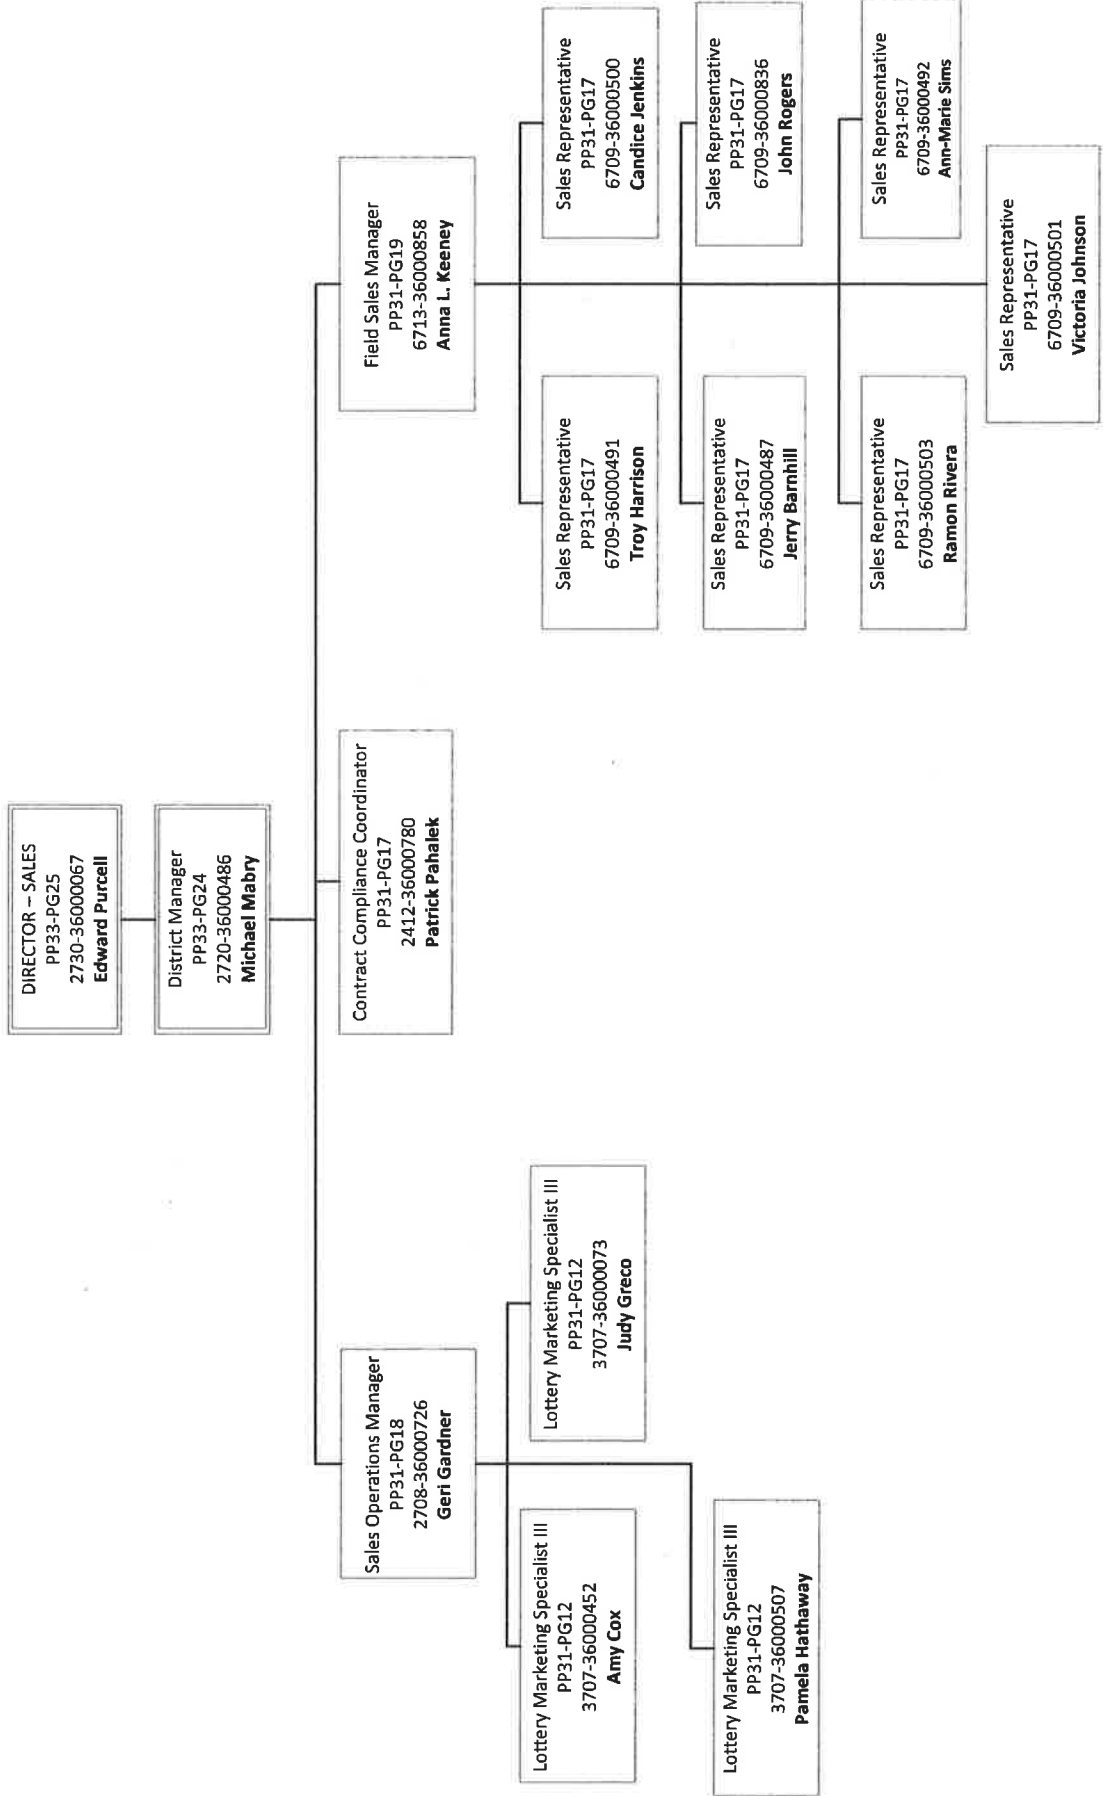 DIRECTOR – SALES
PP33-PG25
2730-36000067
Edward Purcell
District Manager
PP33-PG24
2720-36000486
Michael Mabry
Sales Operations Manager
PP31-PG18
2708-36000726
Geri Gardner
Contract Compliance Coordinator
PP31-PG17
2412-36000780
Patrick Pahalek
Field Sales Manager
PP31-PG19
6713-36000858
Anna L. Keeney
Lottery Marketing Specialist III
PP31-PG12
3707-36000452
Amy Cox
Lottery Marketing Specialist III
PP31-PG12
3707-36000073
Judy Greco
Lottery Marketing Specialist III
PP31-PG12
3707-36000507
Pamela Hathaway
Sales Representative
PP31-PG17
6709-36000491
Troy Harrison
Sales Representative
PP31-PG17
6709-36000500
Candice Jenkins
Sales Representative
PP31-PG17
6709-36000487
Jerry Barnhill
Sales Representative
PP31-PG17
6709-36000836
John Rogers
Sales Representative
PP31-PG17
6709-36000503
Ramon Rivera
Sales Representative
PP31-PG17
6709-36000492
Ann-Marie Sims
Sales Representative
PP31-PG17
6709-36000501
Victoria Johnson